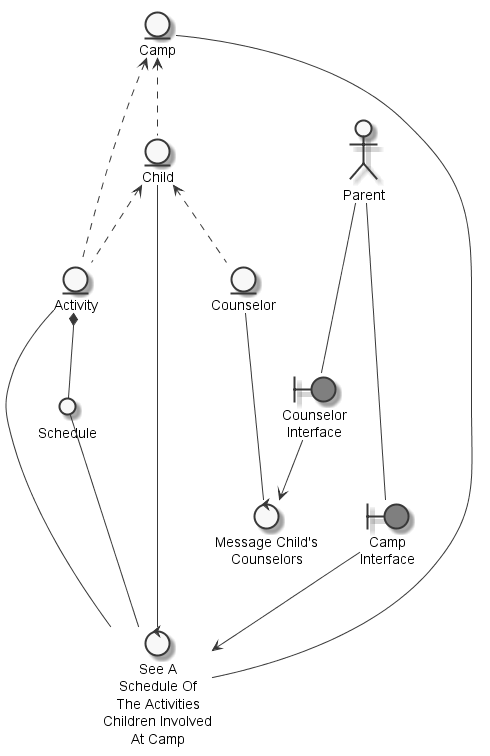 Camp
Child
Parent
Activity
Counselor
Counselor
Interface
Schedule
Message Child's
Counselors
Camp
Interface
See A
Schedule Of
The Activities
Children Involved
At Camp